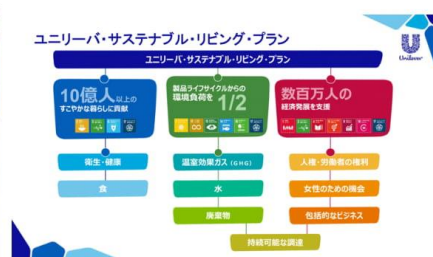 ユニリーバ・サステナブル・リビング・プラン
Unilever
ユニリーバ・サステナブル・リビング・プラン
10億人以上の
すこやかな暮らしに貢献
製品ライフサイクルからの
環境負荷を 1/2
数百万人の
経済発展を支援
衛生・健康
温室効果ガス（GHG）
人権・労働者の権利
食
水
女性のための機会
廃棄物
包括的なビジネス
持続可能な調達